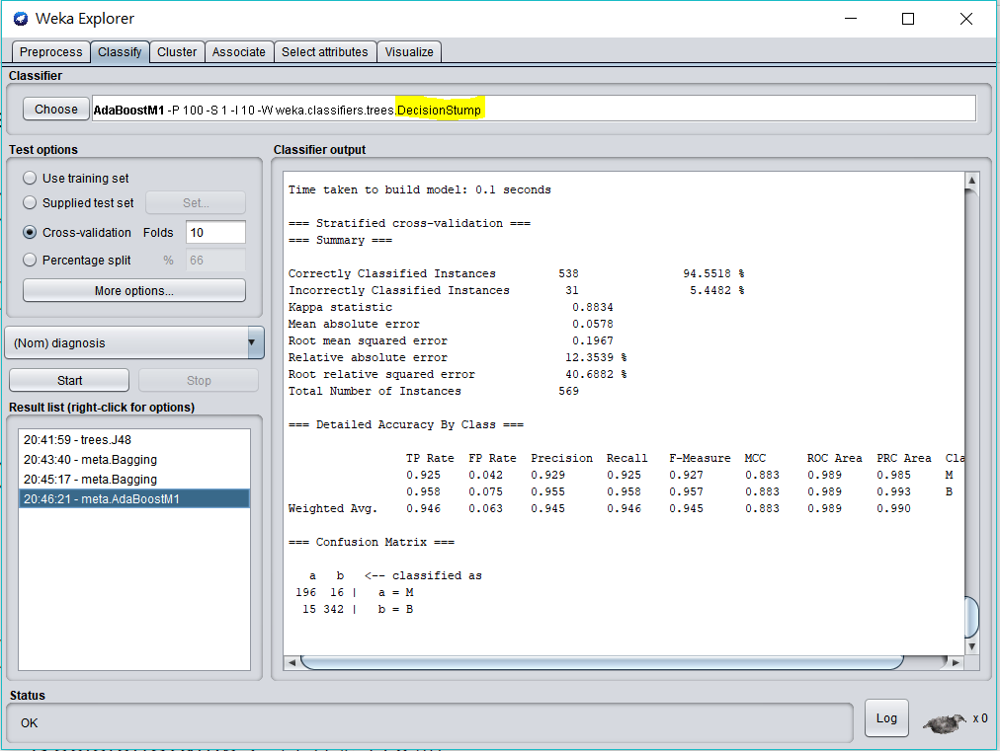 Weka Explorer
Preprocess Classify Cluster Associate Select attributes Visualize
Classifier
Choose AdaBoostM1 -P 100 -S 1 -I 10 -W weka.classifiers.trees.DecisionStump
Test options
Use training set
Supplied test set Set...
Cross-validation Folds 10
Percentage split % 66
More options...
(Nom) diagnosis
Start Stop
Result list (right-click for options)
20:41:59 - trees.J48
20:43:40 - meta.Bagging
20:45:17 - meta.Bagging
20:46:21 - meta.AdaBoostM1
Classifier output
Time taken to build model: 0.1 seconds
=== Stratified cross-validation ===
=== Summary ===
Correctly Classified Instances 538 94.5518 %
Incorrectly Classified Instances 31 5.4482 %
Kappa statistic 0.8834
Mean absolute error 0.0578
Root mean squared error 0.1967
Relative absolute error 12.3539 %
Root relative squared error 40.6882 %
Total Number of Instances 569
=== Detailed Accuracy By Class ===
TP Rate FP Rate Precision Recall F-Measure MCC ROC Area PRC Area Cla
0.925 0.042 0.929 0.925 0.927 0.883 0.989 0.985 M
0.958 0.075 0.955 0.958 0.957 0.883 0.989 0.993 B
Weighted Avg. 0.946 0.063 0.945 0.946 0.945 0.883 0.989 0.990
=== Confusion Matrix ===
a b <-- classified as
196 16 | a = M
15 342 | b = B
Status
OK
Log x 0